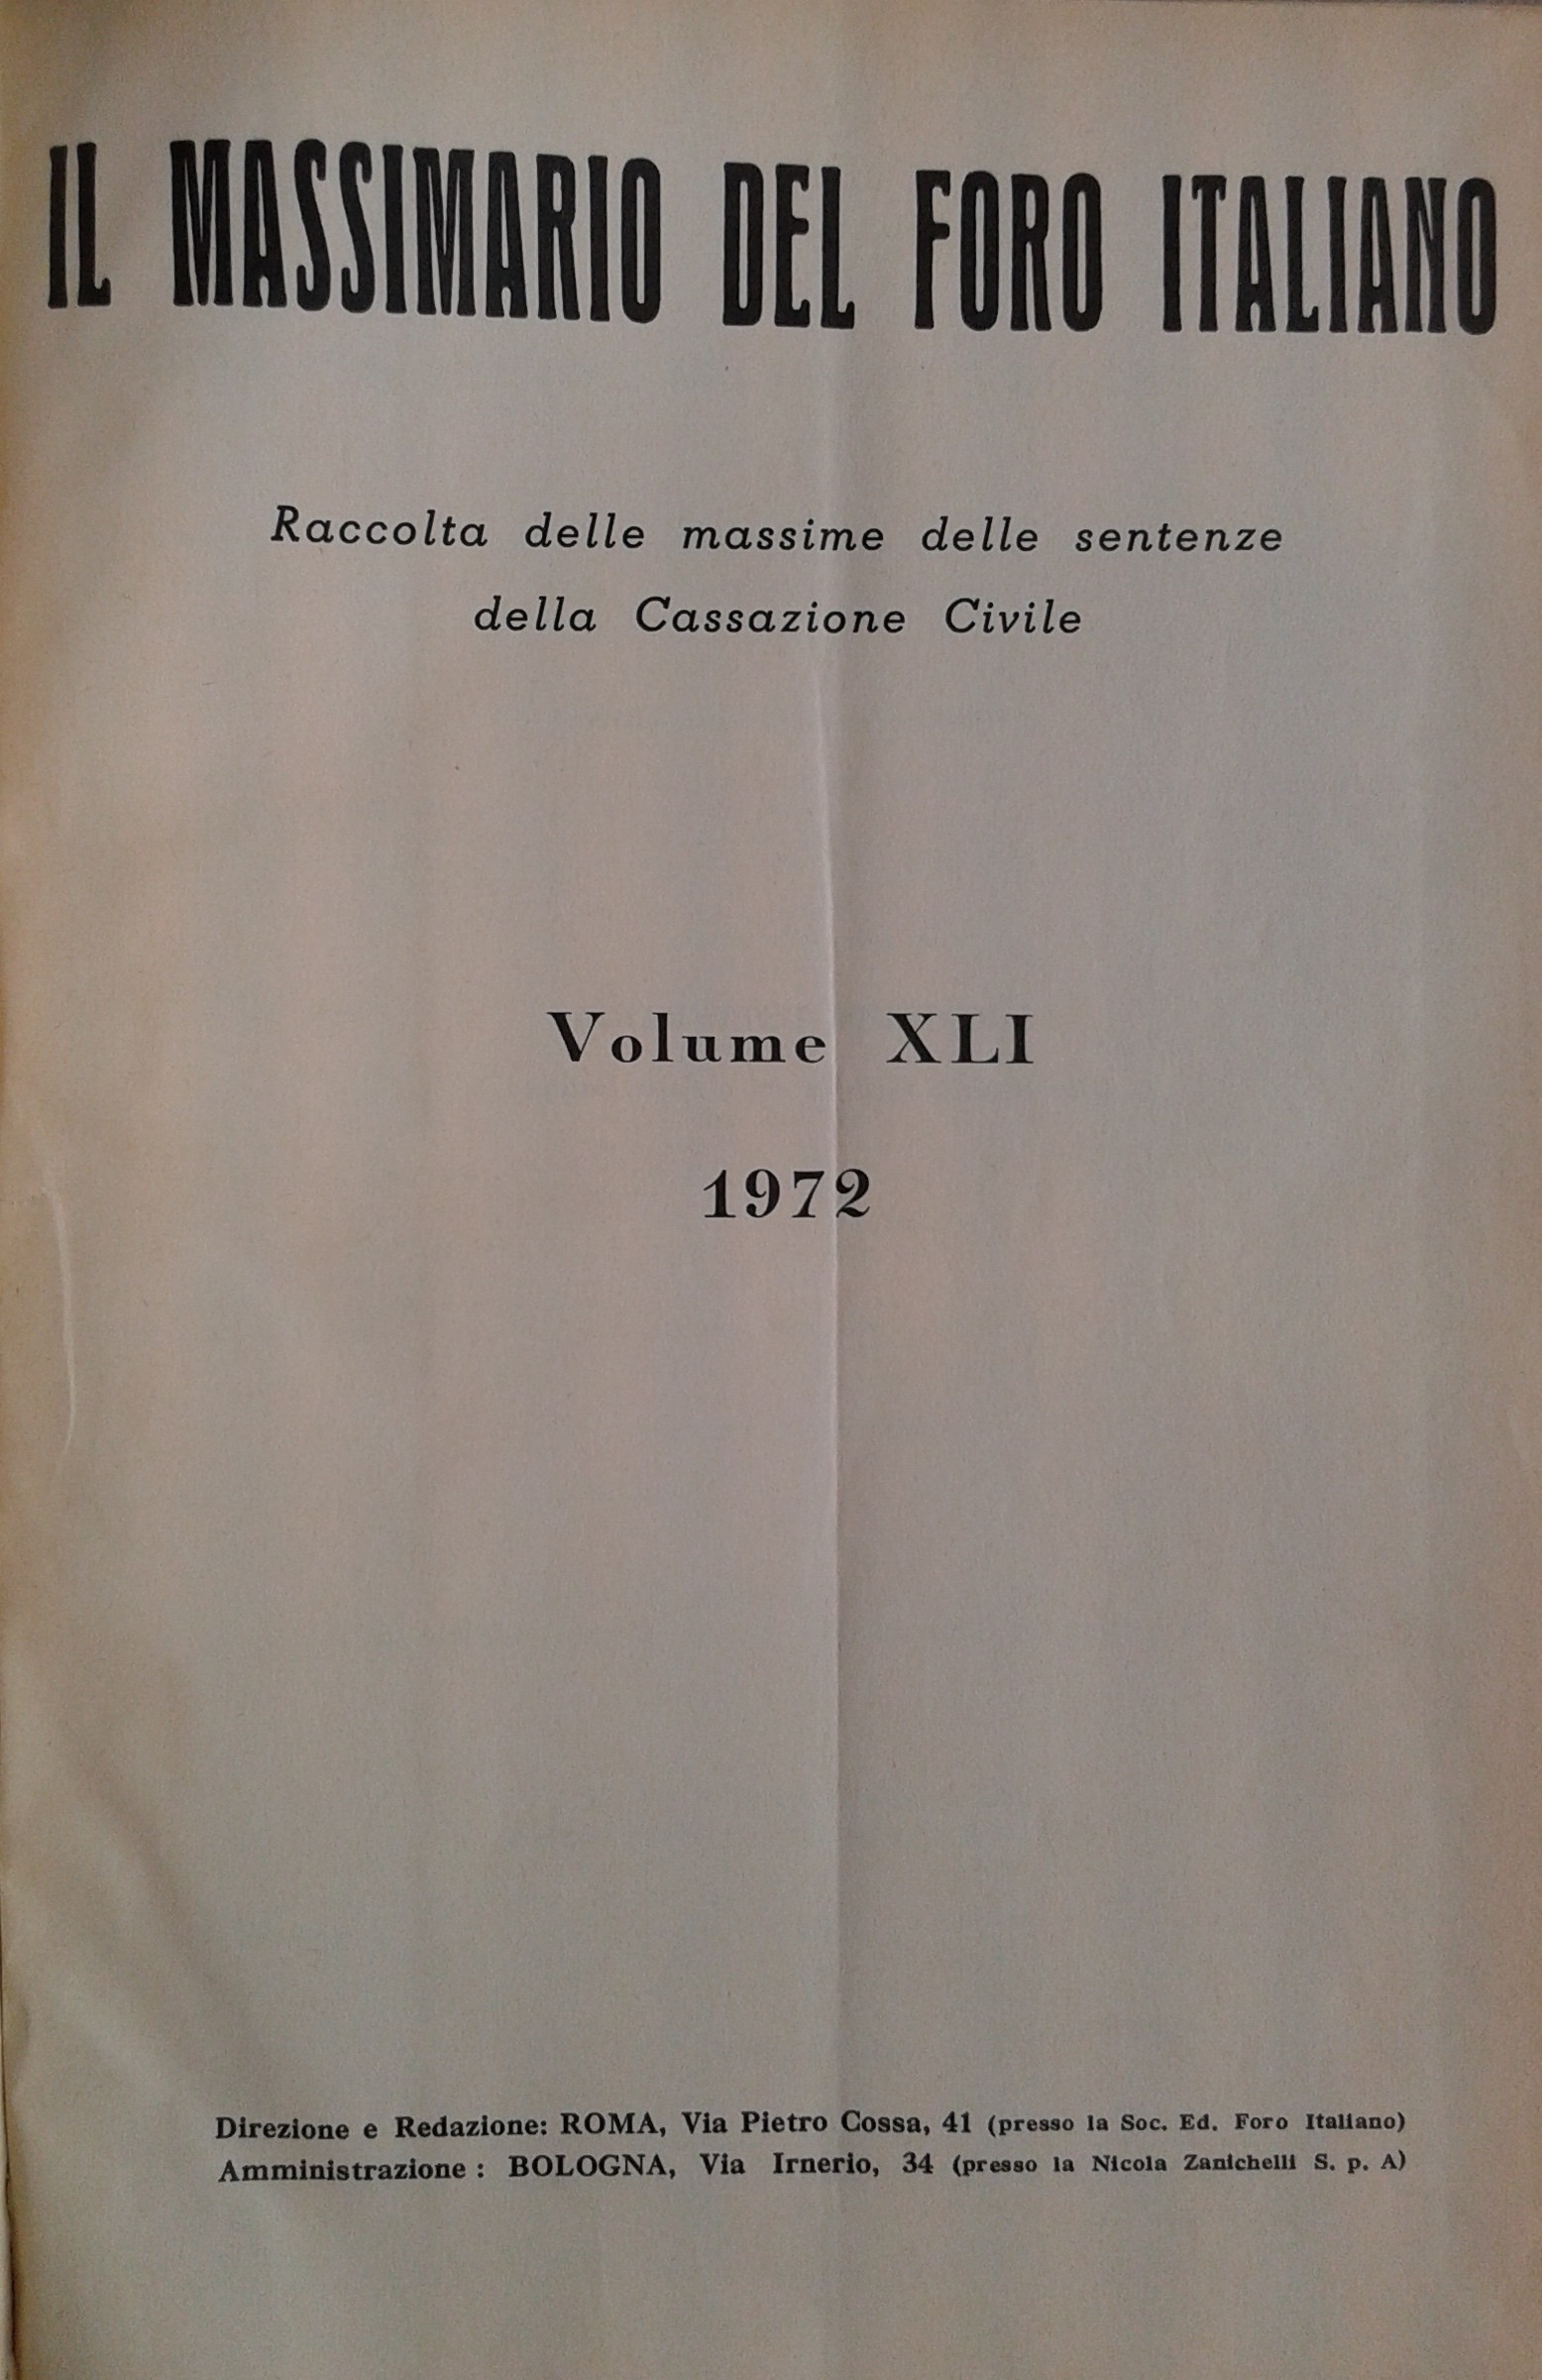 IL MASSIMARIO DEL FORO ITALIANO
Raccolta delle massime delle sentenze
della Cassazione Civile
Volume XLI
1972
Direzione e Redazione: ROMA, Via Pietro Cossa, 41 (presso la Soc. Ed. Foro Italiano)
Amministrazione : BOLOGNA, Via Irnerio, 34 (presso la Nicola Zanichelli S. p. A)